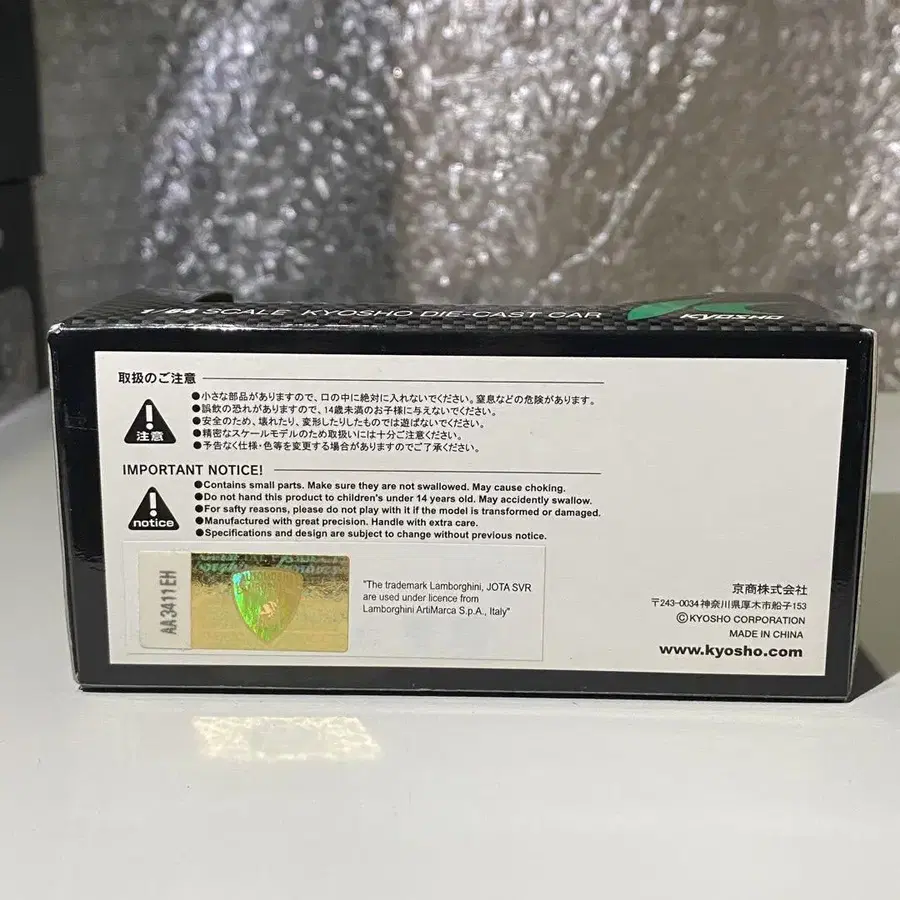 1/64 SCALE KYOSHO DIE-CAST CAR
KYOSHO
取扱のご注意
注意
●小さな部品がありますので、口の中に絶対に入れないでください。窒息などの危険があります。
●誤飲の恐れがありますので、14歳未満のお子様に与えないでください。
●安全のため、壊れたり、変形したりしたものでは遊ばないでください。
●精密なスケールモデルのため取扱いには十分ご注意ください。
●予告なく仕様・色等を変更する場合がありますのでご了承ください。
IMPORTANT NOTICE!
notice
●Contains small parts. Make sure they are not swallowed. May cause choking.
●Do not hand this product to children's under 14 years old. May accidently swallow.
●For safty reasons, please do not play with it if the model is transformed or damaged.
●Manufactured with great precision. Handle with extra care.
●Specifications and design are subject to change without previous notice.
AA3411EH
"The trademark Lamborghini, JOTA SVR
are used under licence from
Lamborghini ArtiMarca S.p.A., Italy"
京商株式会社
〒243-0034 神奈川県厚木市船子153
©KYOSHO CORPORATION
MADE IN CHINA
www.kyosho.com